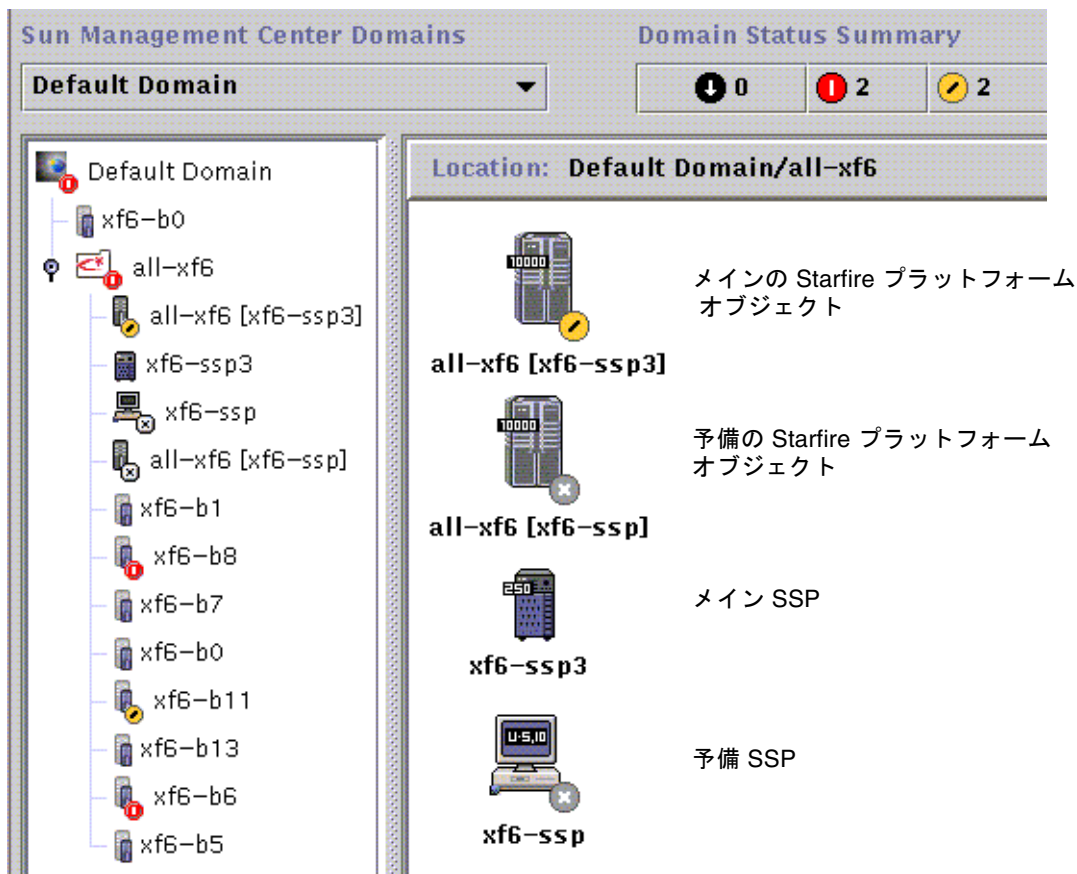 Sun Management Center Domains
Domain Status Summary
Default Domain
0
2
2
Default Domain
xf6-b0
all-xf6
all-xf6 [xf6-ssp3]
xf6-ssp3
xf6-ssp
all-xf6 [xf6-ssp]
xf6-b1
xf6-b8
xf6-b7
xf6-b0
xf6-b11
xf6-b13
xf6-b6
xf6-b5
Location: Default Domain/all-xf6
10000
all-xf6 [xf6-ssp3]
メインの Starfire プラットフォーム
オブジェクト
10000
all-xf6 [xf6-ssp]
予備の Starfire プラットフォーム
オブジェクト
250
xf6-ssp3
メイン SSP
U-5,10
xf6-ssp
予備 SSP